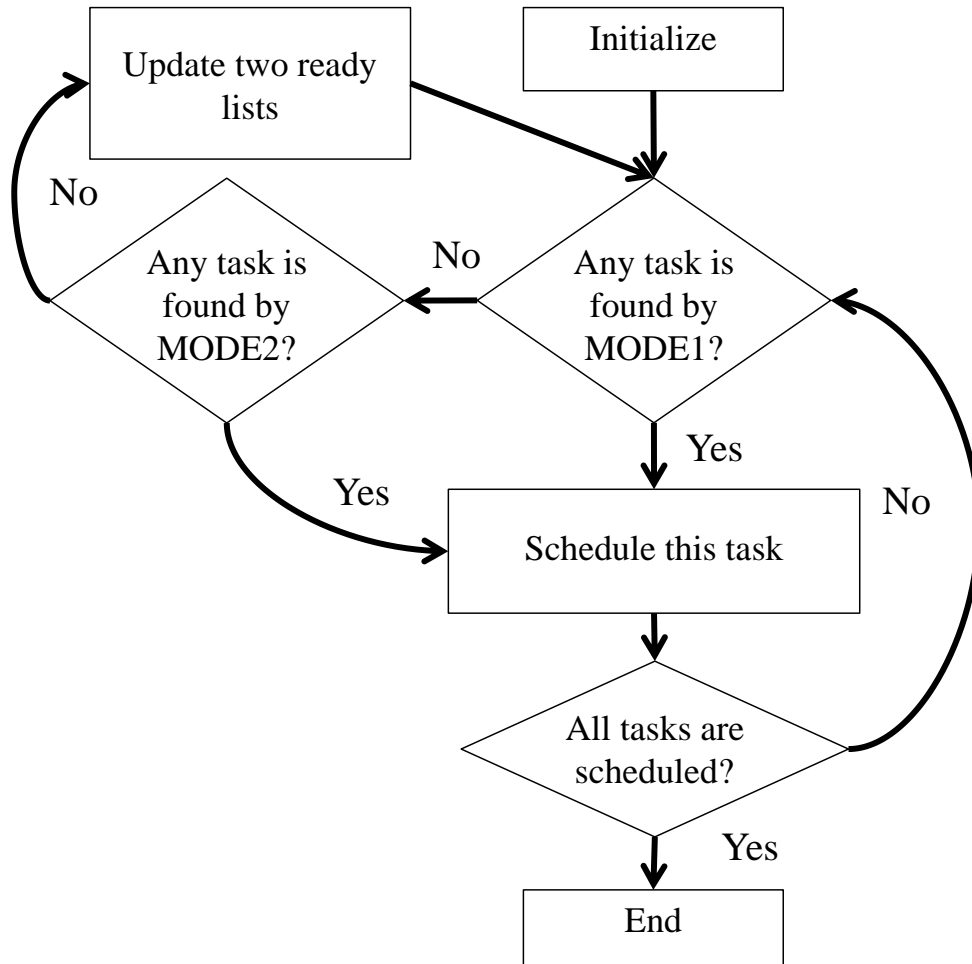 Initialize
Update two ready
lists
No
Any task is
found by
MODE2?
No
Any task is
found by
MODE1?
Yes
Yes
No
Schedule this task
All tasks are
scheduled?
Yes
End